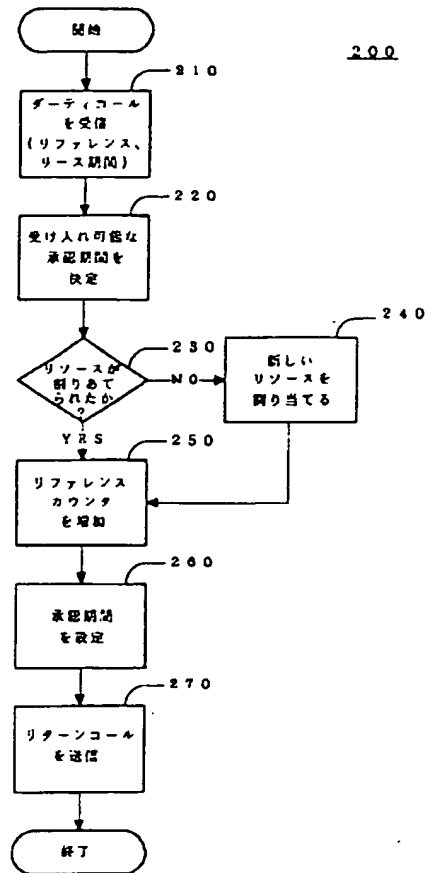 開始
200
210
ダーティコール
を受信
(リファレンス、
リース期間)
220
受け入れ可能な
承認期間を
決定
230
リソースが
割りあて
られたか
?
NO
240
新しい
リソースを
割り当てる
YRS
250
リファレンス
カウンタ
を増加
260
承認期間
を設定
270
リターンコール
を送信
終了